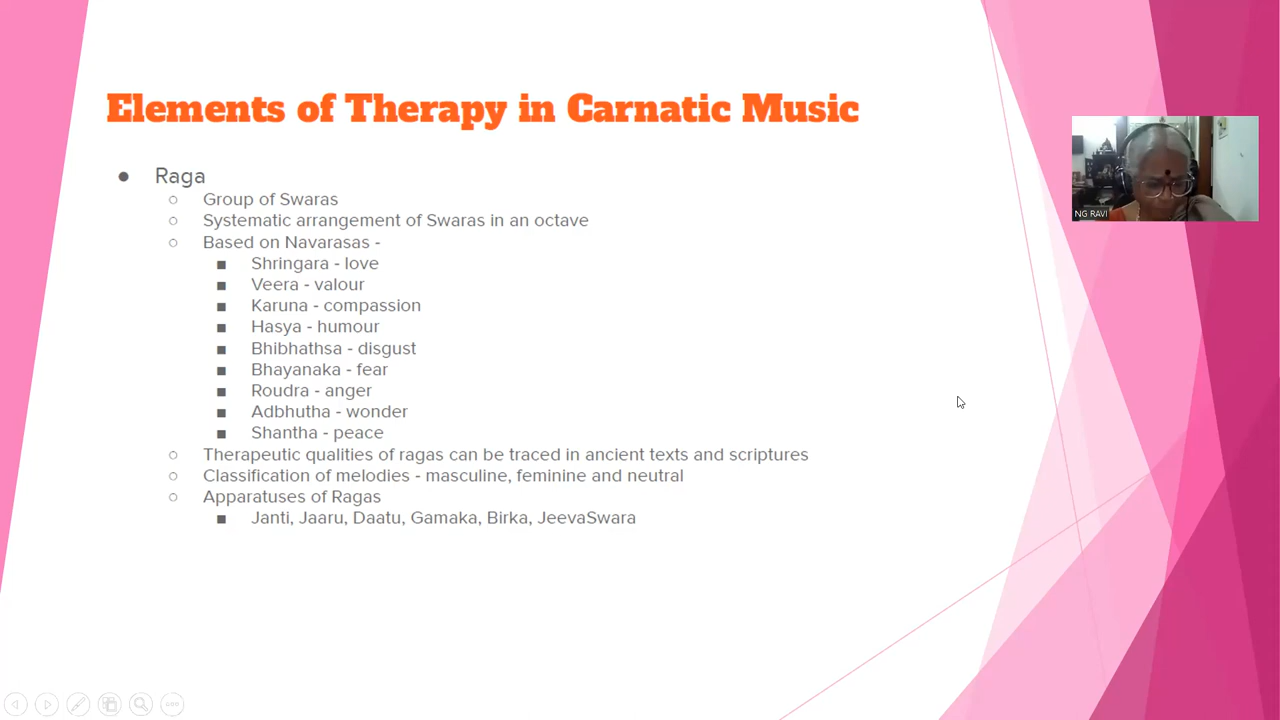 Elements of Therapy in Carnatic Music
Raga
Group of Swaras
Systematic arrangement of Swaras in an octave
Based on Navarasas -
Shringara - love
Veera - valour
Karuna - compassion
Hasya - humour
Bhibhathsa - disgust
Bhayanaka - fear
Roudra - anger
Adbhutha - wonder
Shantha - peace
Therapeutic qualities of ragas can be traced in ancient texts and scriptures
Classification of melodies - masculine, feminine and neutral
Apparatuses of Ragas
Janti, Jaaru, Daatu, Gamaka, Birka, JeevaSwara
NG RAVI